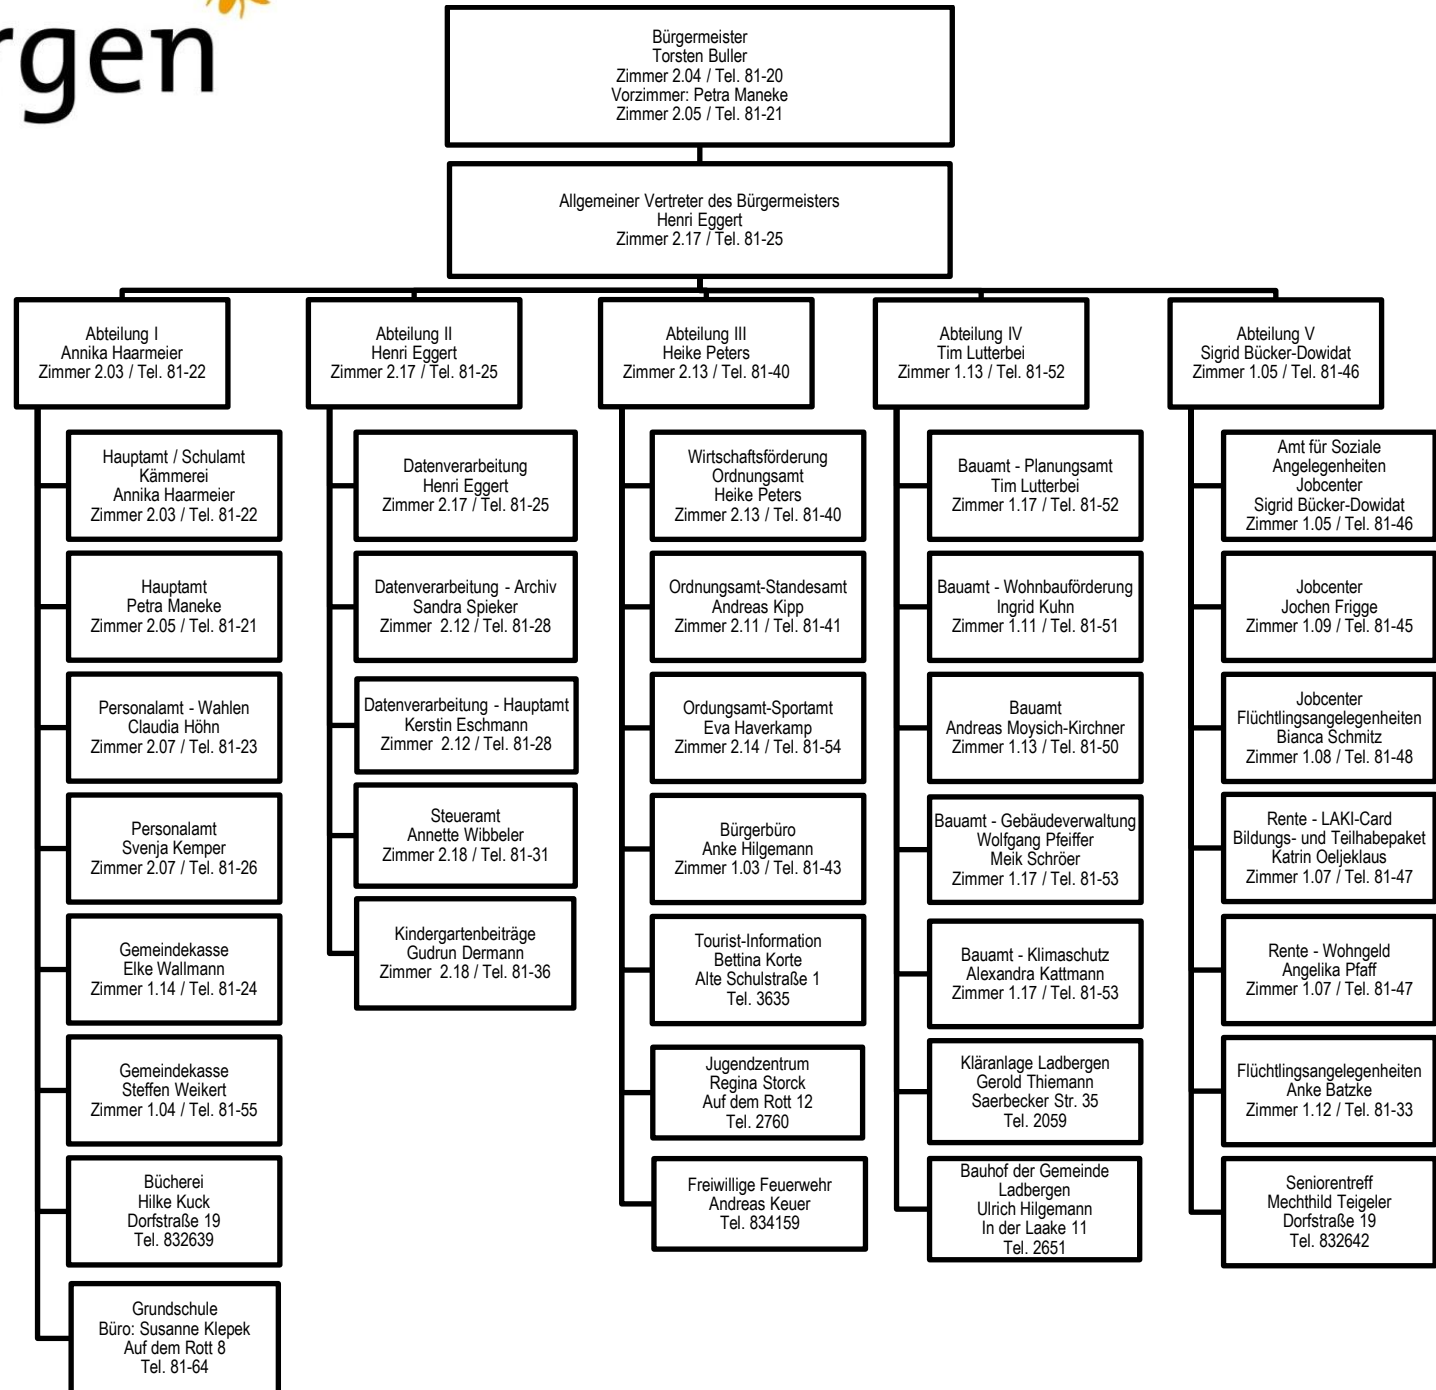 rgen
Bürgermeister
Torsten Buller
Zimmer 2.04 / Tel. 81-20
Vorzimmer: Petra Maneke
Zimmer 2.05 / Tel. 81-21
Allgemeiner Vertreter des Bürgermeisters
Henri Eggert
Zimmer 2.17 / Tel. 81-25
Abteilung I
Annika Haarmeier
Zimmer 2.03 / Tel. 81-22
Hauptamt / Schulamt
Kämmerei
Annika Haarmeier
Zimmer 2.03 / Tel. 81-22
Hauptamt
Petra Maneke
Zimmer 2.05 / Tel. 81-21
Personalamt - Wahlen
Claudia Höhn
Zimmer 2.07 / Tel. 81-23
Personalamt
Svenja Kemper
Zimmer 2.07 / Tel. 81-26
Gemeindekasse
Elke Wallmann
Zimmer 1.14 / Tel. 81-24
Gemeindekasse
Steffen Weikert
Zimmer 1.04 / Tel. 81-55
Bücherei
Hilke Kuck
Dorfstraße 19
Tel. 832639
Grundschule
Büro: Susanne Klepek
Auf dem Rott 8
Tel. 81-64
Abteilung II
Henri Eggert
Zimmer 2.17 / Tel. 81-25
Datenverarbeitung
Henri Eggert
Zimmer 2.17 / Tel. 81-25
Datenverarbeitung - Archiv
Sandra Spieker
Zimmer 2.12 / Tel. 81-28
Datenverarbeitung - Hauptamt
Kerstin Eschmann
Zimmer 2.12 / Tel. 81-28
Steueramt
Annette Wibbeler
Zimmer 2.18 / Tel. 81-31
Kindergartenbeiträge
Gudrun Dermann
Zimmer 2.18 / Tel. 81-36
Abteilung III
Heike Peters
Zimmer 2.13 / Tel. 81-40
Wirtschaftsförderung
Ordnungsamt
Heike Peters
Zimmer 2.13 / Tel. 81-40
Ordnungsamt-Standesamt
Andreas Kipp
Zimmer 2.11 / Tel. 81-41
Ordungsamt-Sportamt
Eva Haverkamp
Zimmer 2.14 / Tel. 81-54
Bürgerbüro
Anke Hilgemann
Zimmer 1.03 / Tel. 81-43
Tourist-Information
Bettina Korte
Alte Schulstraße 1
Tel. 3635
Jugendzentrum
Regina Storck
Auf dem Rott 12
Tel. 2760
Freiwillige Feuerwehr
Andreas Keuer
Tel. 834159
Abteilung IV
Tim Lutterbei
Zimmer 1.13 / Tel. 81-52
Bauamt - Planungsamt
Tim Lutterbei
Zimmer 1.17 / Tel. 81-52
Bauamt - Wohnbauförderung
Ingrid Kuhn
Zimmer 1.11 / Tel. 81-51
Bauamt
Andreas Moysich-Kirchner
Zimmer 1.13 / Tel. 81-50
Bauamt - Gebäudeverwaltung
Wolfgang Pfeiffer
Meik Schröer
Zimmer 1.17 / Tel. 81-53
Bauamt - Klimaschutz
Alexandra Kattmann
Zimmer 1.17 / Tel. 81-53
Kläranlage Ladbergen
Gerold Thiemann
Saerbecker Str. 35
Tel. 2059
Bauhof der Gemeinde
Ladbergen
Ulrich Hilgemann
In der Laake 11
Tel. 2651
Abteilung V
Sigrid Bücker-Dowidat
Zimmer 1.05 / Tel. 81-46
Amt für Soziale
Angelegenheiten
Jobcenter
Sigrid Bücker-Dowidat
Zimmer 1.05 / Tel. 81-46
Jobcenter
Jochen Frigge
Zimmer 1.09 / Tel. 81-45
Jobcenter
Flüchtlingsangelegenheiten
Bianca Schmitz
Zimmer 1.08 / Tel. 81-48
Rente - LAKI-Card
Bildungs- und Teilhabepaket
Katrin Oeljeklaus
Zimmer 1.07 / Tel. 81-47
Rente - Wohngeld
Angelika Pfaff
Zimmer 1.07 / Tel. 81-47
Flüchtlingsangelegenheiten
Anke Batzke
Zimmer 1.12 / Tel. 81-33
Seniorentreff
Mechthild Teigeler
Dorfstraße 19
Tel. 832642